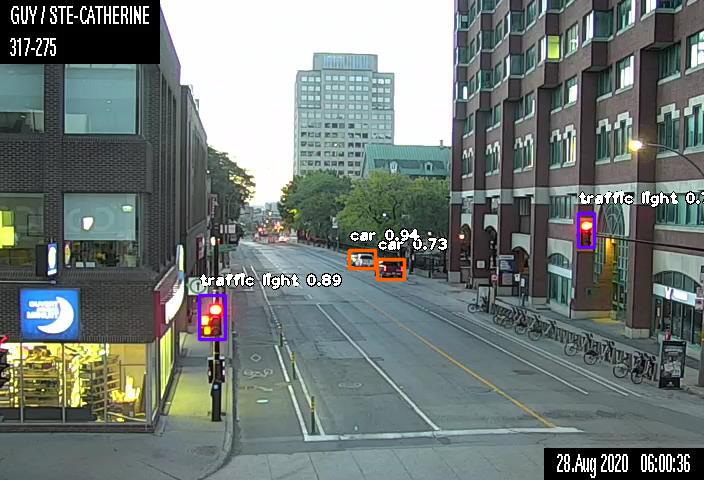 GUY / STE-CATHERINE
317-275
traffic light 0.7
car 0.94
car 0.73
traffic light 0.89
28.Aug 2020 06:00:36